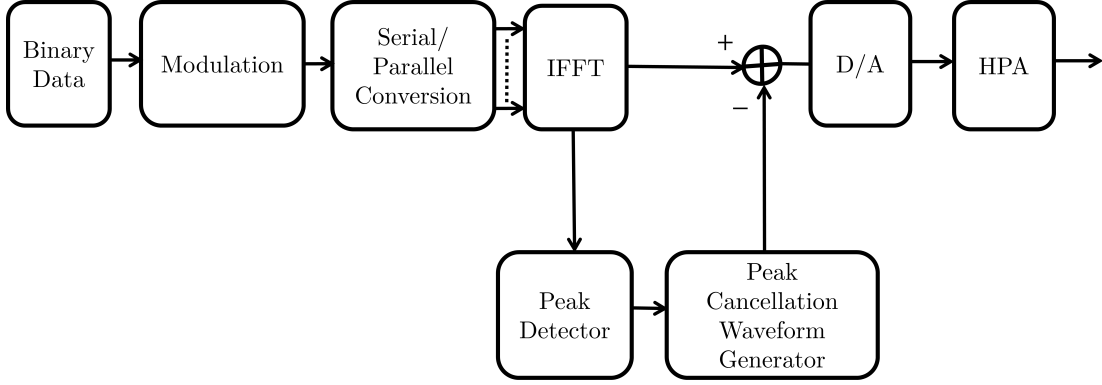 Binary
Data
Modulation
Serial/
Parallel
Conversion
IFFT
+
−
D/A
HPA
Peak
Detector
Peak
Cancellation
Waveform
Generator